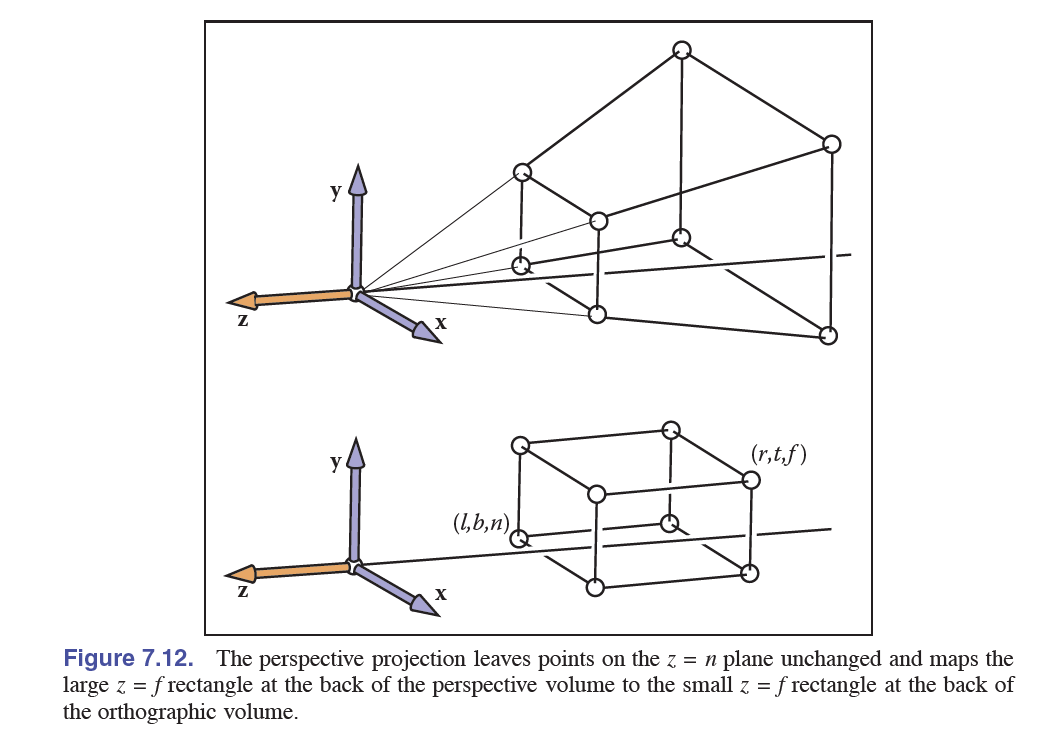 y
z
x
y
(r,t,f)
(l,b,n)
z
x
Figure 7.12. The perspective projection leaves points on the z = n plane unchanged and maps the
large z = f rectangle at the back of the perspective volume to the small z = f rectangle at the back of
the orthographic volume.